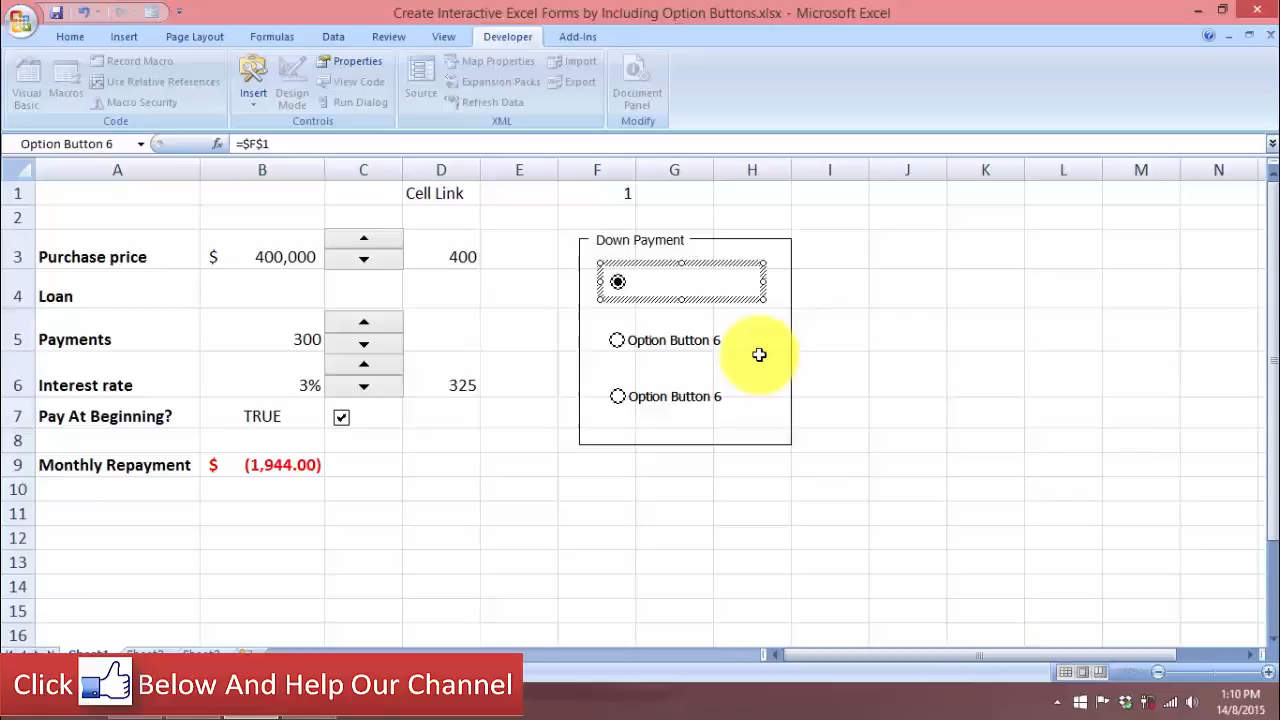 Create Interactive Excel Forms by Including Option Buttons.xlsx - Microsoft Excel
Home Insert Page Layout Formulas Data Review View Developer Add-Ins
Visual Basic
Macros
Record Macro
Use Relative References
Macro Security
Code
Insert
Design Mode
Properties
View Code
Run Dialog
Controls
Source
Map Properties
Expansion Packs
Refresh Data
Import
Export
XML
Document Panel
Modify
Option Button 6 fx =$F$1
A B C D E F G H I J K L M N
1 Cell Link 1
2
Down Payment
3 Purchase price $ 400,000 400
4 Loan
5 Payments 300 Option Button 6
6 Interest rate 3% 325
Option Button 6
7 Pay At Beginning? TRUE
8
9 Monthly Repayment $ (1,944.00)
10
11
12
13
14
15
16
Click Below And Help Our Channel
1:10 PM
14/8/2015